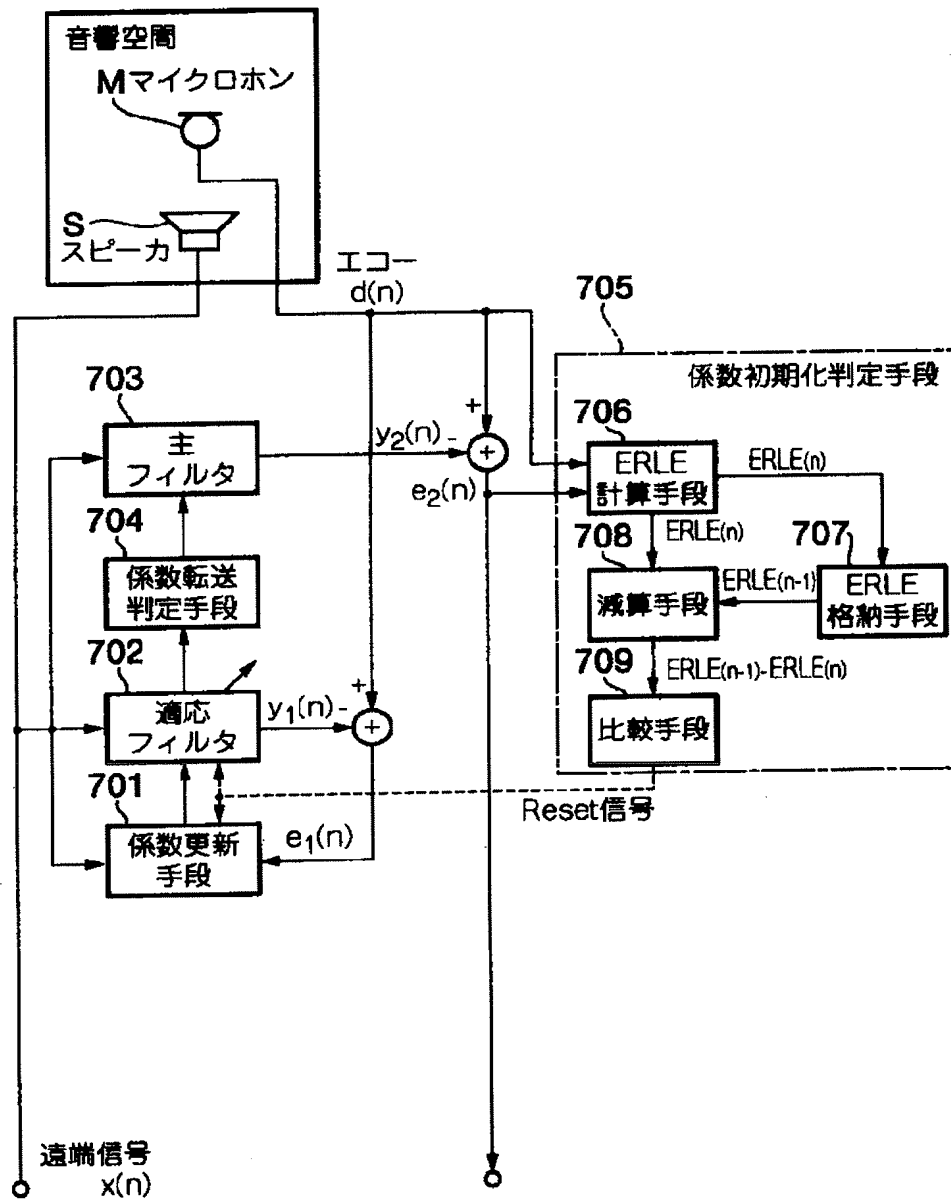 音響空間
Mマイクロホン
S
スピーカ
エコー
d(n)
705
係数初期化判定手段
703
主
フィルタ
y2(n) -
+
+
e2(n)
706
ERLE
計算手段
ERLE(n)
ERLE(n)
704
係数転送
判定手段
708
減算手段
ERLE(n-1)
707
ERLE
格納手段
702
適応
フィルタ
y1(n) -
+
+
709
ERLE(n-1)-ERLE(n)
比較手段
701
係数更新
手段
e1(n)
Reset信号
遠端信号
x(n)